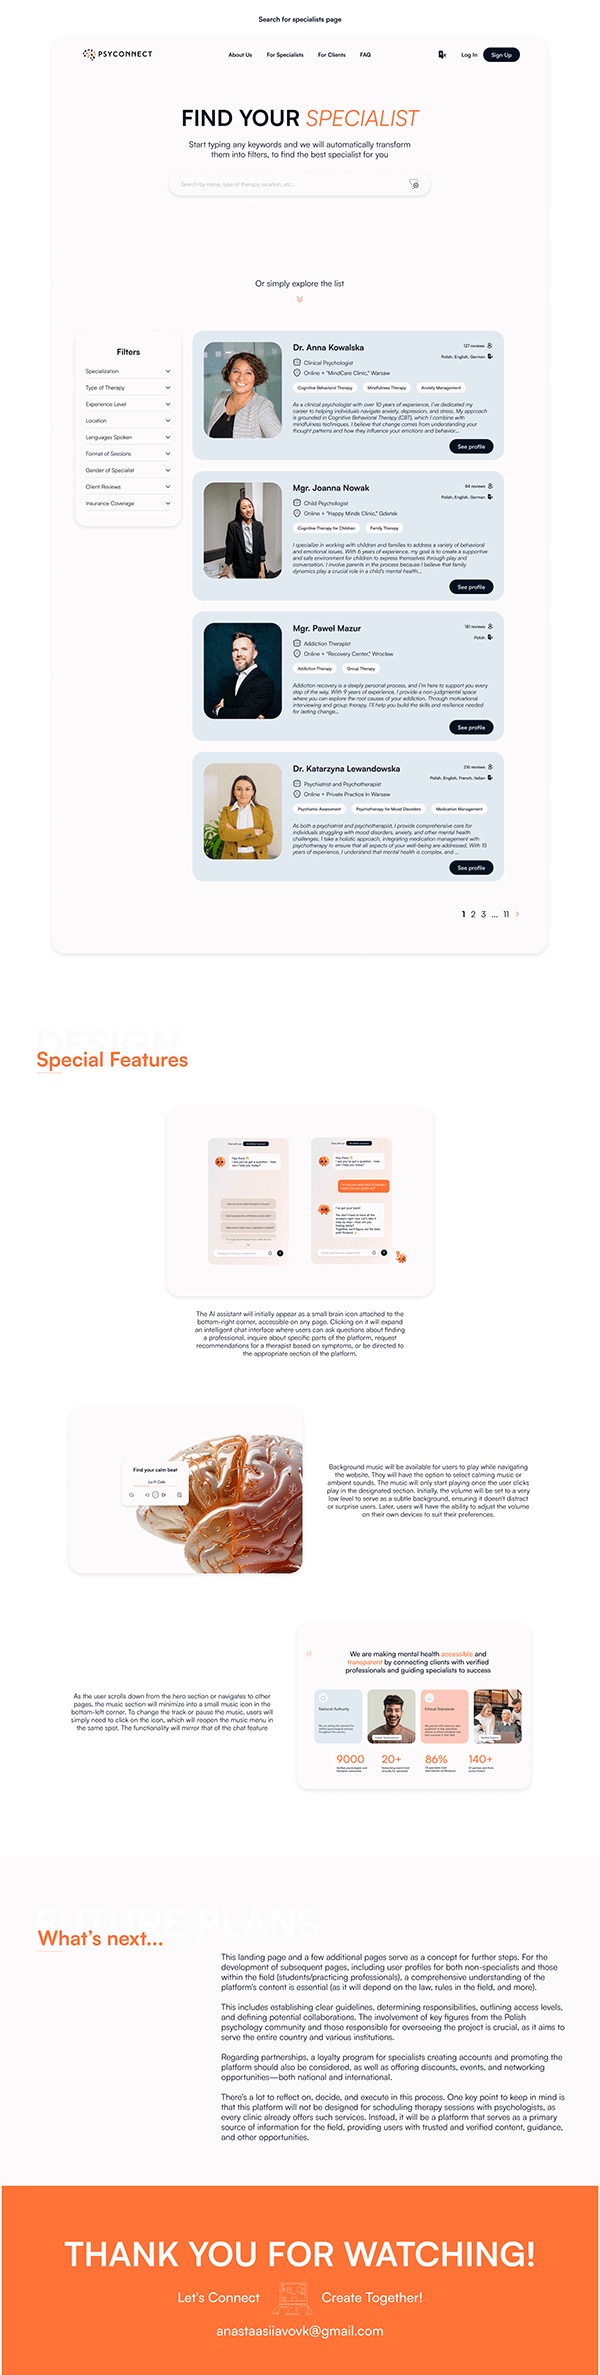 Search for specialists page
PSYCONNECT
About Us
For Specialists
For Clients
FAQ
Log In
Sign Up
FIND YOUR SPECIALIST
Start typing any keywords and we will automatically transform
them into filters, to find the best specialist for you
Search by name, type of therapy, location, etc...
Or simply explore the list
Filters
Specialization
Type of Therapy
Experience Level
Location
Languages Spoken
Format of Sessions
Gender of Specialist
Client Reviews
Insurance Coverage
Dr. Anna Kowalska
127 reviews
Polish, English, German
Clinical Psychologist
Online + "MindCare Clinic," Warsaw
Cognitive Behavioral Therapy
Mindfulness Therapy
Anxiety Management
As a clinical psychologist with over 10 years of experience, I've dedicated my
career to helping individuals navigate anxiety, depression, and stress. My approach
is grounded in Cognitive Behavioral Therapy (CBT), which I combine with
mindfulness techniques. I believe that change comes from understanding your
thought patterns and how they influence your emotions and behavior...
See profile
Mgr. Joanna Nowak
84 reviews
Polish, English, German
Child Psychologist
Online + "Happy Minds Clinic," Gdańsk
Cognitive Therapy for Children
Family Therapy
I specialize in working with children and families to address a variety of behavioral
and emotional issues. With 6 years of experience, my goal is to create a supportive
and safe environment for children to express themselves through play and
conversation. I involve parents in the process because I believe that family
dynamics play a crucial role in a child's mental health...
See profile
Mgr. Paweł Mazur
181 reviews
Polish
Addiction Therapist
Online + "Recovery Center," Wrocław
Addiction Therapy
Group Therapy
Addiction recovery is a deeply personal process, and I'm here to support you every
step of the way. With 9 years of experience, I provide a non-judgmental space
where you can explore the root causes of your addiction. Through motivational
interviewing and group therapy, I'll help you build the skills and resilience needed
for lasting change...
See profile
Dr. Katarzyna Lewandowska
216 reviews
Polish, English, French, Italian
Psychiatrist and Psychotherapist
Online + Private Practice in Warsaw
Psychiatric Assessment
Psychotherapy for Mood Disorders
Medication Management
As both a psychiatrist and psychotherapist, I provide comprehensive care for
individuals struggling with mood disorders, anxiety, and other mental health
challenges. I take a holistic approach, integrating medication management with
psychotherapy to ensure that all aspects of your well-being are addressed. With 15
years of experience, I understand that mental health is complex, and ...
See profile
1 2 3 ... 11 >
DESIGN
Special Features
The AI assistant will initially appear as a small brain icon attached to the
bottom-right corner, accessible on any page. Clicking on it will expand
an intelligent chat interface where users can ask questions about finding
a professional, inquire about specific parts of the platform, request
recommendations for a therapist based on symptoms, or be directed to
the appropriate section of the platform.
Find your calm beat
Lo-Fi Cafe
Background music will be available for users to play while navigating
the website. They will have the option to select calming music or
ambient sounds. The music will only start playing once the user clicks
play in the designated section. Initially, the volume will be set to a very
low level to serve as a subtle background, ensuring it doesn't distract
or surprise users. Later, users will have the ability to adjust the volume
on their own devices to suit their preferences.
We are making mental health accessible and
transparent by connecting clients with verified
professionals and guiding specialists to success
National Authority
Ethical Standards
9000
20+
86%
140+
As the user scrolls down from the hero section or navigates to other
pages, the music section will minimize into a small music icon in the
bottom-left corner. To change the track or pause the music, users will
simply need to click on the icon, which will reopen the music menu in
the same spot. The functionality will mirror that of the chat feature
FUTURE PLANS
What's next...
This landing page and a few additional pages serve as a concept for further steps. For the
development of subsequent pages, including user profiles for both non-specialists and those
within the field (students/practicing professionals), a comprehensive understanding of the
platform's content is essential (as it will depend on the law, rules in the field, and more).
This includes establishing clear guidelines, determining responsibilities, outlining access levels,
and defining potential collaborations. The involvement of key figures from the Polish
psychology community and those responsible for overseeing the project is crucial, as it aims to
serve the entire country and various institutions.
Regarding partnerships, a loyalty program for specialists creating accounts and promoting the
platform should also be considered, as well as offering discounts, events, and networking
opportunities—both national and international.
There's a lot to reflect on, decide, and execute in this process. One key point to keep in mind is
that this platform will not be designed for scheduling therapy sessions with psychologists, as
every clinic already offers such services. Instead, it will be a platform that serves as a primary
source of information for the field, providing users with trusted and verified content, guidance,
and other opportunities.
THANK YOU FOR WATCHING!
Let's Connect
Create Together!
anastaasiiavovk@gmail.com